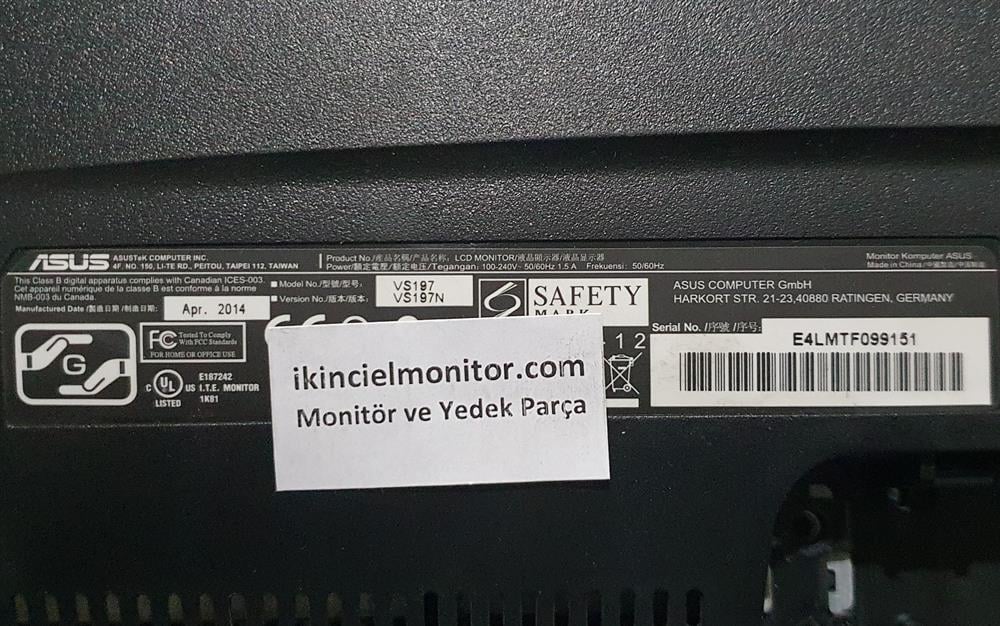 ASUS
ASUSTeK COMPUTER INC.
4F, NO. 150, LI-TE RD., PEITOU, TAIPEI 112, TAIWAN
Product No./產品名稱/产品名称: LCD MONITOR/液晶顯示器/液晶显示器
Power/額定電壓/额定电压/Tegangan: 100-240V~ 50/60Hz 1.5 A Frekuensi: 50/60Hz
Monitor Komputer ASUS
Made in China/中國製造/中国制造
This Class B digital apparatus complies with Canadian ICES-003.
Cet appareil numérique de la classe B est conforme à la norme
NMB-003 du Canada.
Manufactured Date /製造日期 /制造日期:
Apr. 2014
Model No./型號/型号:
VS197
Version No./版本/版本:
VS197N
SAFETY
MARK
ASUS COMPUTER GmbH
HARKORT STR. 21-23,40880 RATINGEN, GERMANY
G
FC Tested To Comply
With FCC Standards
FOR HOME OR OFFICE USE
C UL US
LISTED
E187242
I.T.E. MONITOR
1K81
-12
Serial No. /序號 /序号:
E4LMTF099151
ikincielmonitor.com
Monitör ve Yedek Parça